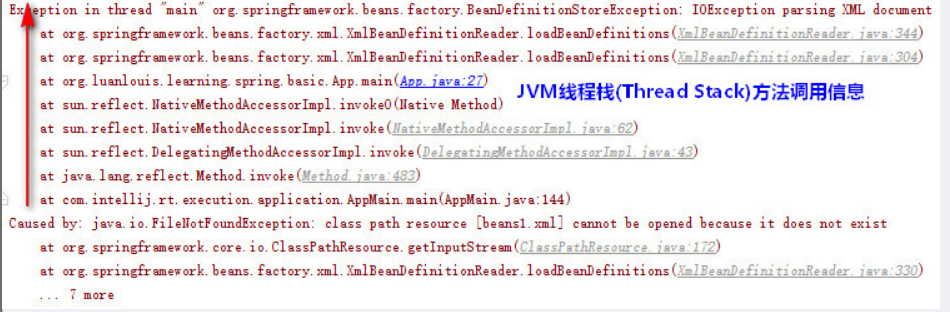 Exception in thread "main" org.springframework.beans.factory.BeanDefinitionStoreException: IOException parsing XML document
at org.springframework.beans.factory.xml.XmlBeanDefinitionReader.loadBeanDefinitions(XmlBeanDefinitionReader.java:344)
at org.springframework.beans.factory.xml.XmlBeanDefinitionReader.loadBeanDefinitions(XmlBeanDefinitionReader.java:304)
at org.luanlouis.learning.spring.basic.App.main(App.java:27)
JVM线程栈(Thread Stack)方法调用信息
at sun.reflect.NativeMethodAccessorImpl.invoke0(Native Method)
at sun.reflect.NativeMethodAccessorImpl.invoke(NativeMethodAccessorImpl.java:62)
at sun.reflect.DelegatingMethodAccessorImpl.invoke(DelegatingMethodAccessorImpl.java:43)
at java.lang.reflect.Method.invoke(Method.java:483)
at com.intellij.rt.execution.application.AppMain.main(AppMain.java:144)
Caused by: java.io.FileNotFoundException: class path resource [beans1.xml] cannot be opened because it does not exist
at org.springframework.core.io.ClassPathResource.getInputStream(ClassPathResource.java:172)
at org.springframework.beans.factory.xml.XmlBeanDefinitionReader.loadBeanDefinitions(XmlBeanDefinitionReader.java:330)
... 7 more